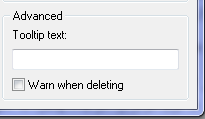 Advanced
Tooltip text:
Warn when deleting